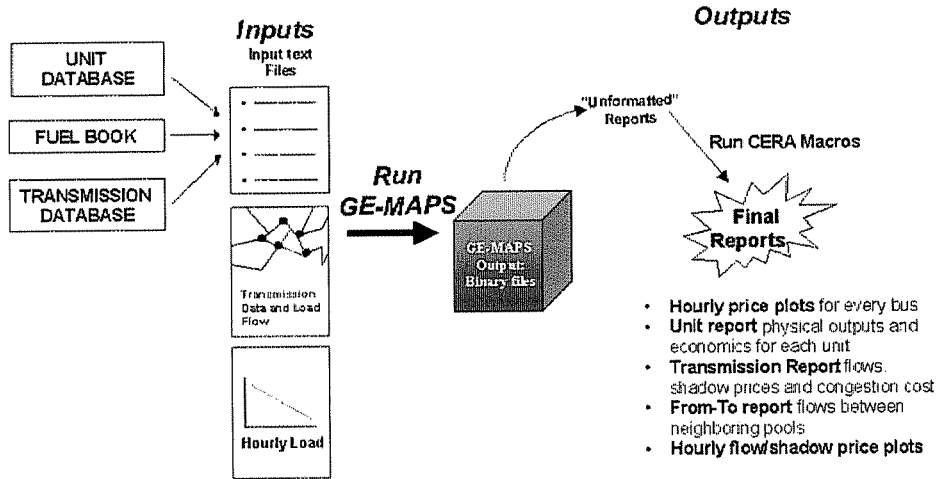 Inputs
Input text
Files
UNIT
DATABASE
FUEL BOOK
TRANSMISSION
DATABASE
Transmission
Data and Load
Flow
Hourly Load
Run
GE-MAPS
GE-MAPS
Output:
Binary files
Outputs
"Unformatted"
Reports
Run CERA Macros
Final
Reports
• Hourly price plots for every bus
• Unit report physical outputs and
economics for each unit
• Transmission Report flows,
shadow prices and congestion cost
• From-To report flows between
neighboring pools
• Hourly flow/shadow price plots